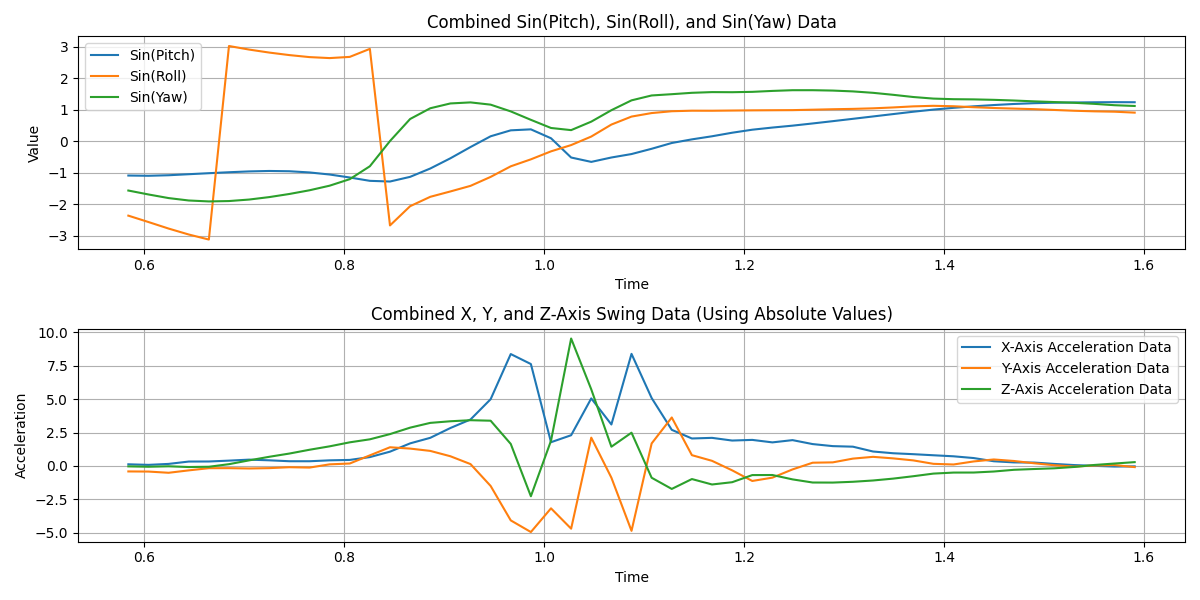 Combined Sin(Pitch), Sin(Roll), and Sin(Yaw) Data
Sin(Pitch)
Sin(Roll)
Sin(Yaw)
Value
3
2
1
0
−1
−2
−3
0.6 0.8 1.0 1.2 1.4 1.6
Time
Combined X, Y, and Z-Axis Swing Data (Using Absolute Values)
X-Axis Acceleration Data
Y-Axis Acceleration Data
Z-Axis Acceleration Data
Acceleration
10.0
7.5
5.0
2.5
0.0
−2.5
−5.0
0.6 0.8 1.0 1.2 1.4 1.6
Time